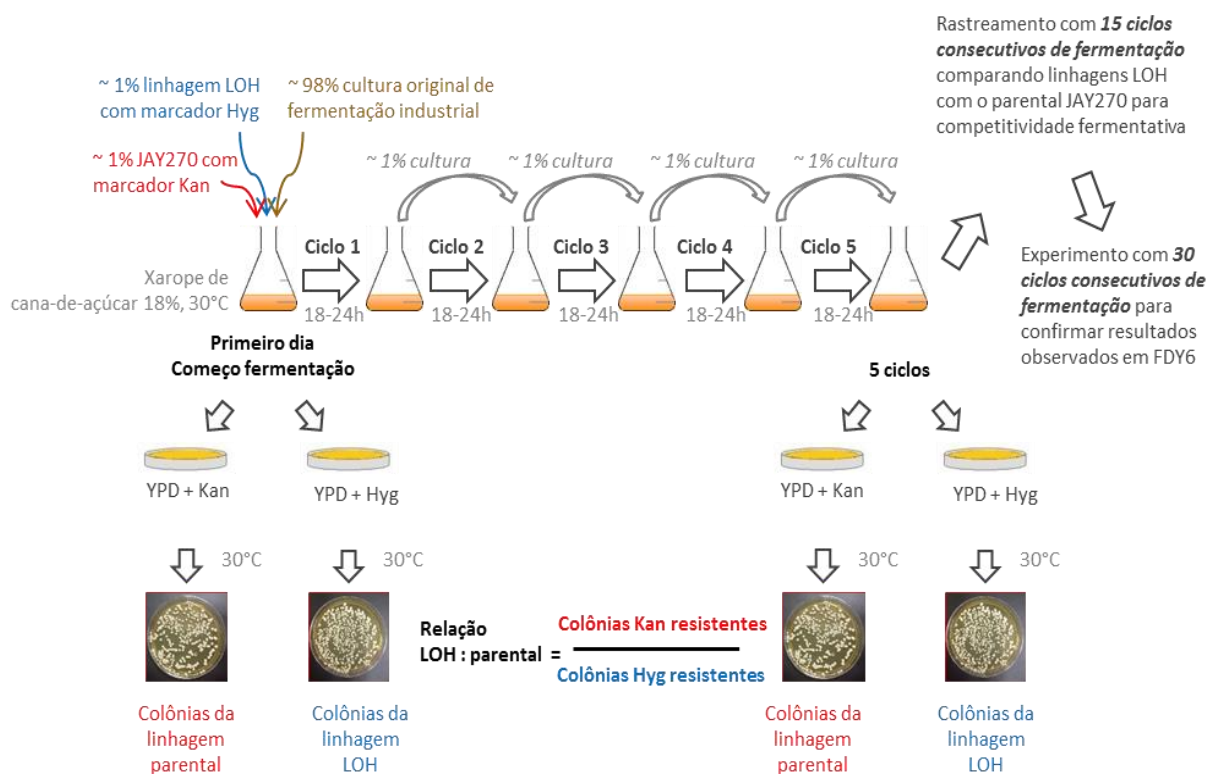 ~ 1% linhagem LOH
com marcador Hyg
~ 98% cultura original de
fermentação industrial
~ 1% JAY270 com
marcador Kan
~ 1% cultura
~ 1% cultura
~ 1% cultura
~ 1% cultura
Rastreamento com 15 ciclos
consecutivos de fermentação
comparando linhagens LOH
com o parental JAY270 para
competitividade fermentativa
Ciclo 1
Ciclo 2
Ciclo 3
Ciclo 4
Ciclo 5
Xarope de
cana-de-açúcar 18%, 30°C
18-24h
18-24h
18-24h
18-24h
18-24h
Experimento com 30
ciclos consecutivos de
fermentação para
confirmar resultados
observados em FDY6
Primeiro dia
Começo fermentação
5 ciclos
YPD + Kan
YPD + Hyg
YPD + Kan
YPD + Hyg
30°C
30°C
30°C
30°C
Relação
LOH : parental =
Colônias Kan resistentes
Colônias Hyg resistentes
Colônias da
linhagem
parental
Colônias da
linhagem
LOH
Colônias da
linhagem
parental
Colônias da
linhagem
LOH